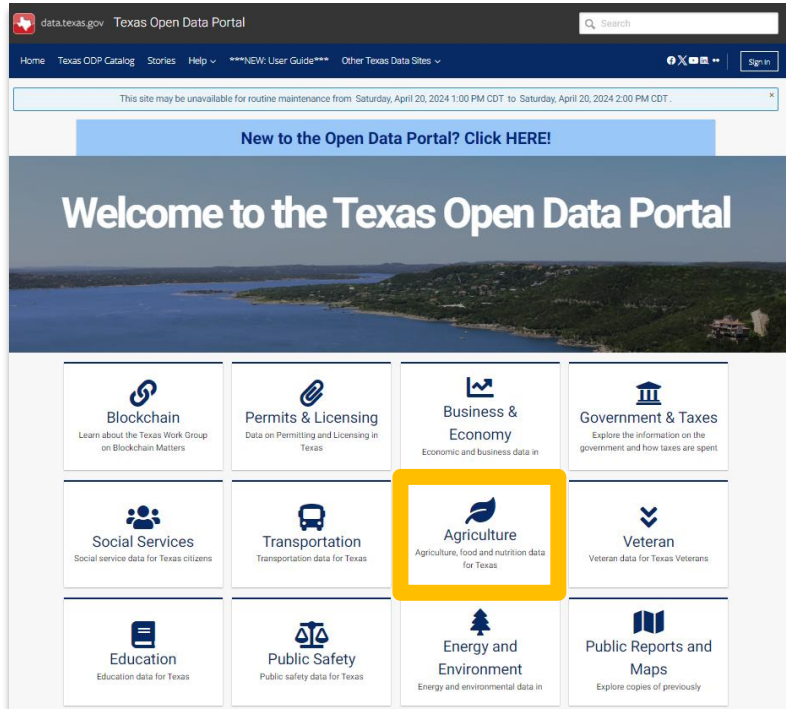 data.texas.gov Texas Open Data Portal
Search
Home Texas ODP Catalog Stories Help ***NEW: User Guide*** Other Texas Data Sites
Sign In
This site may be unavailable for routine maintenance from Saturday, April 20, 2024 1:00 PM CDT to Saturday, April 20, 2024 2:00 PM CDT.
New to the Open Data Portal? Click HERE!
Welcome to the Texas Open Data Portal
Blockchain
Learn about the Texas Work Group
on Blockchain Matters
Permits & Licensing
Data on Permitting and Licensing in
Texas
Business &
Economy
Economic and business data in
Government & Taxes
Explore the information on the
government and how taxes are spent
Social Services
Social service data for Texas citizens
Transportation
Transportation data for Texas
Agriculture
Agriculture, food and nutrition data
for Texas
Veteran
Veteran data for Texas Veterans
Education
Education data for Texas
Public Safety
Public safety data for Texas
Energy and
Environment
Energy and environmental data in
Public Reports and
Maps
Explore copies of previously